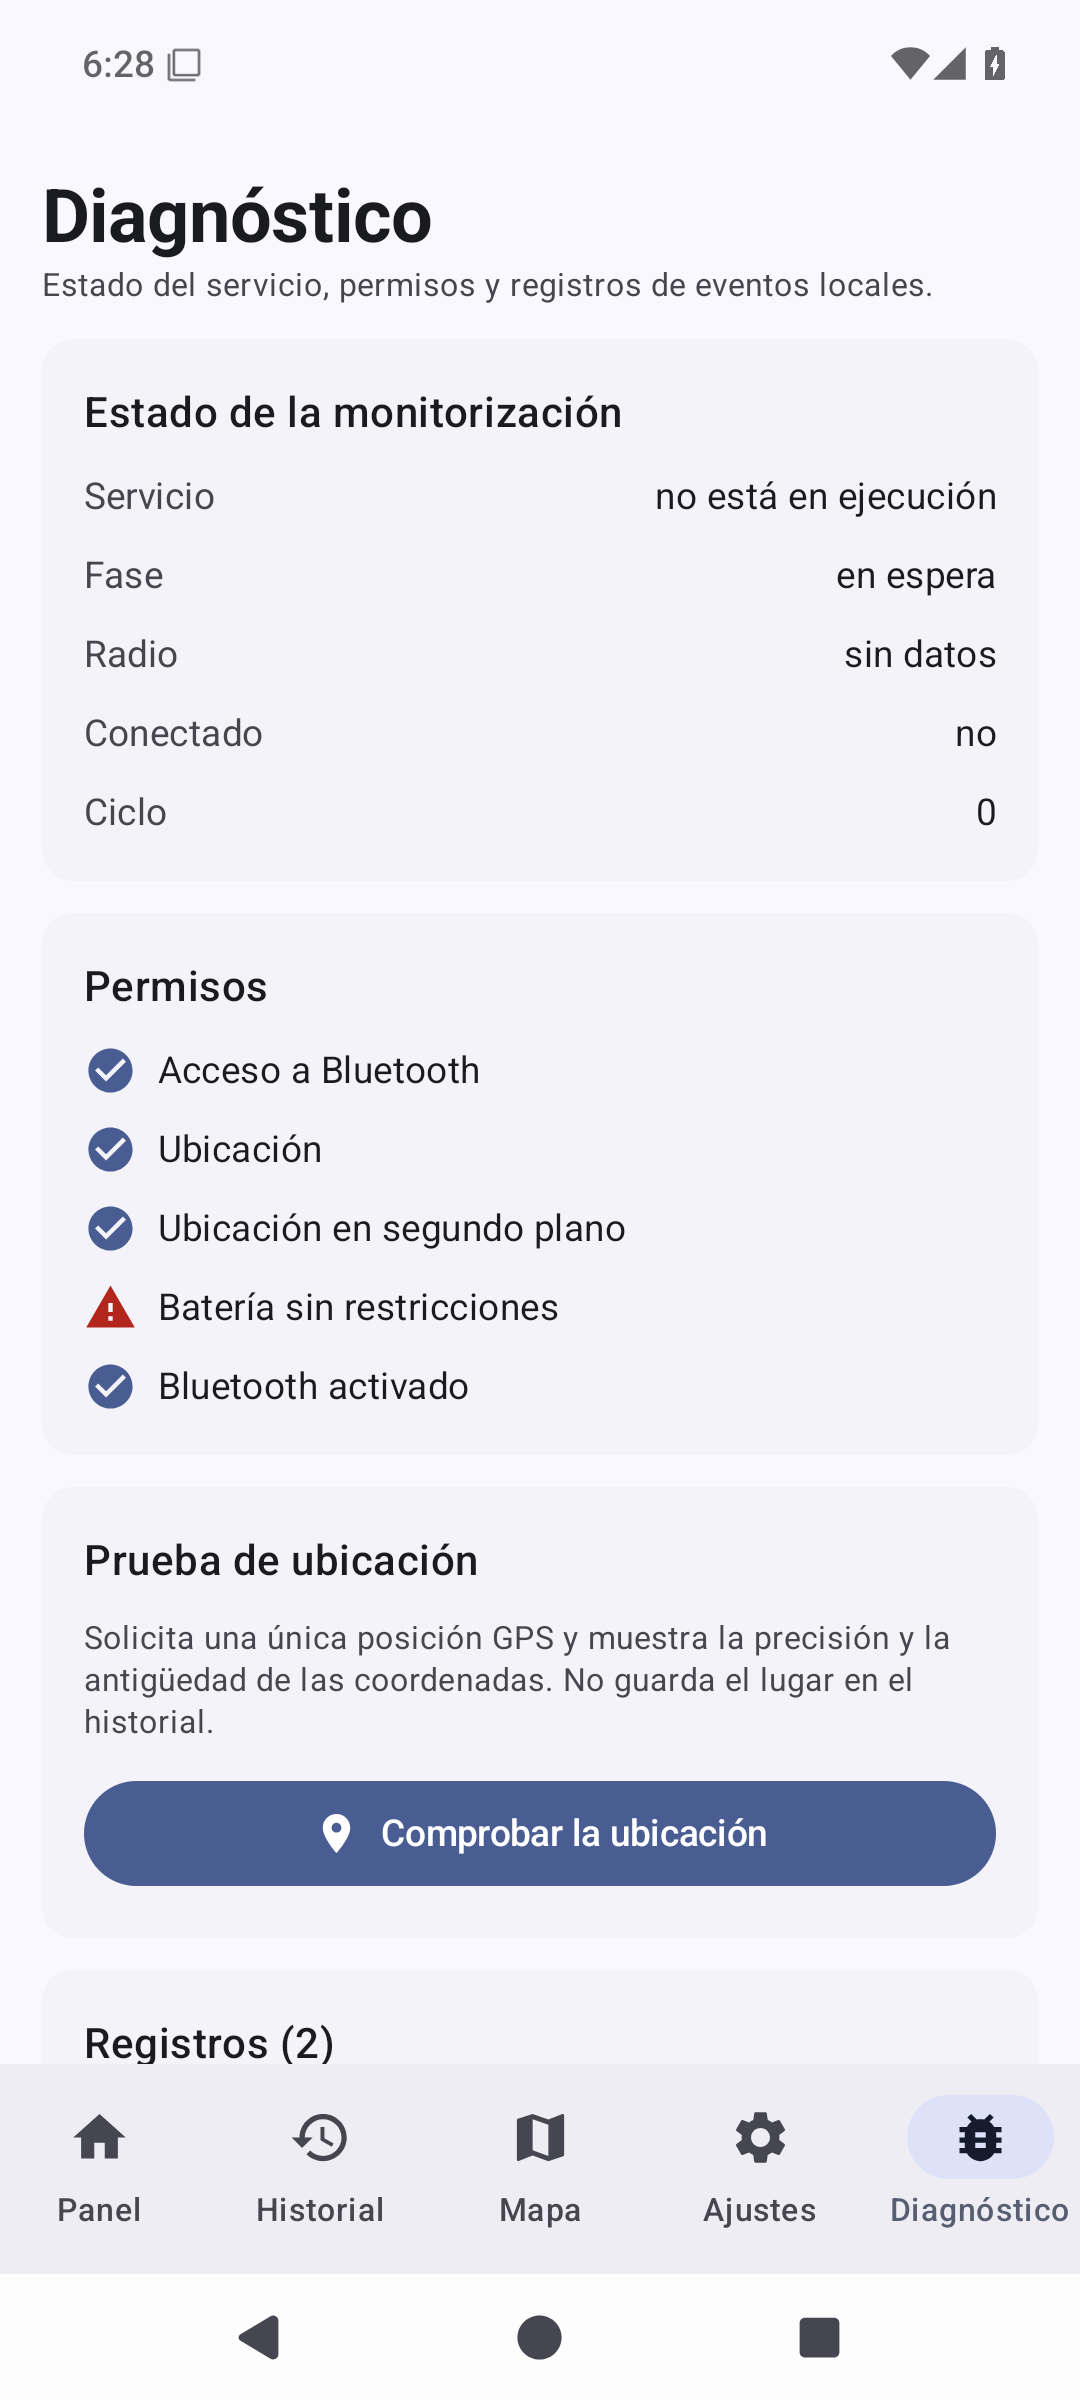 6:28
Diagnóstico
Estado del servicio, permisos y registros de eventos locales.
Estado de la monitorización
Servicio no está en ejecución
Fase en espera
Radio sin datos
Conectado no
Ciclo 0
Permisos
Acceso a Bluetooth
Ubicación
Ubicación en segundo plano
Batería sin restricciones
Bluetooth activado
Prueba de ubicación
Solicita una única posición GPS y muestra la precisión y la
antigüedad de las coordenadas. No guarda el lugar en el
historial.
Comprobar la ubicación
Registros (2)
Panel Historial Mapa Ajustes Diagnóstico